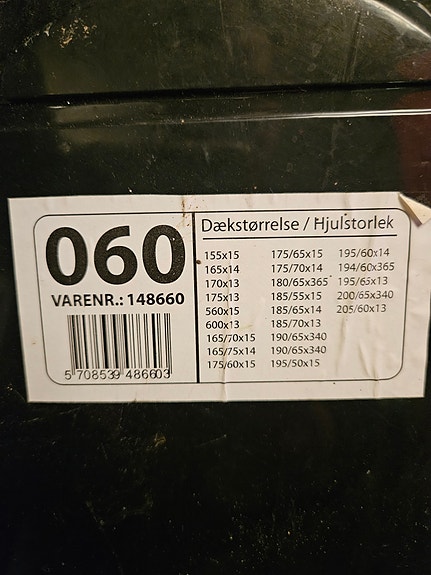 060
VARENR.: 148660
5 708539 486603
Dækstørrelse / Hjulstorlek
155x15 175/65x15 195/60x14
165x14 175/70x14 194/60x365
170x13 180/65x365 195/65x13
175x13 185/55x15 200/65x340
560x15 185/65x14 205/60x13
600x13 185/70x13
165/70x15 190/65x340
165/75x14 190/65x340
175/60x15 195/50x15